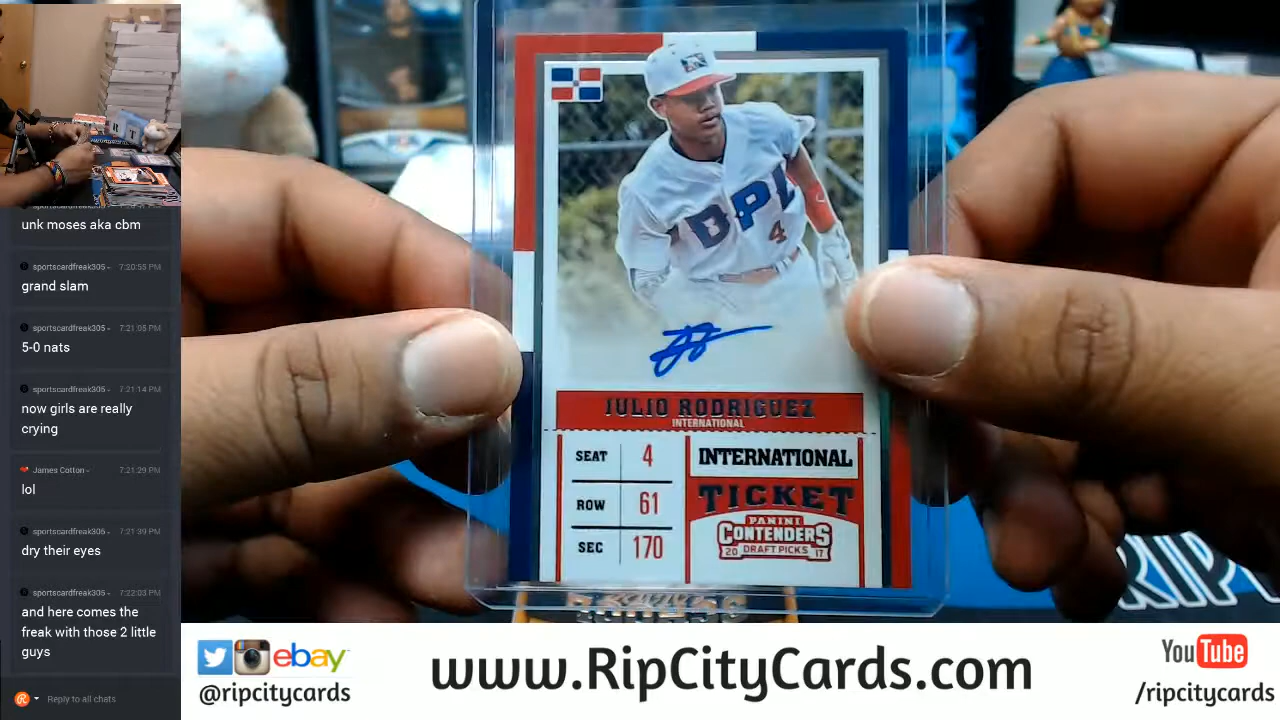 unk moses aka cbm
sportscardfreak305 - 7:20:55 PM
grand slam
sportscardfreak305 - 7:21:05 PM
5-0 nats
sportscardfreak305 - 7:21:14 PM
now girls are really
crying
James Cotton - 7:21:29 PM
lol
sportscardfreak305 - 7:21:39 PM
dry their eyes
sportscardfreak305 - 7:22:03 PM
and here comes the
freak with those 2 little
guys
Reply to all chats
DPL
4
JULIO RODRIGUEZ
INTERNATIONAL
SEAT 4
ROW 61
SEC 170
INTERNATIONAL
TICKET
PANINI
CONTENDERS
20 DRAFT PICKS 17
RIP
ebay
@ripcitycards
www.RipCityCards.com
YouTube
/ripcitycards